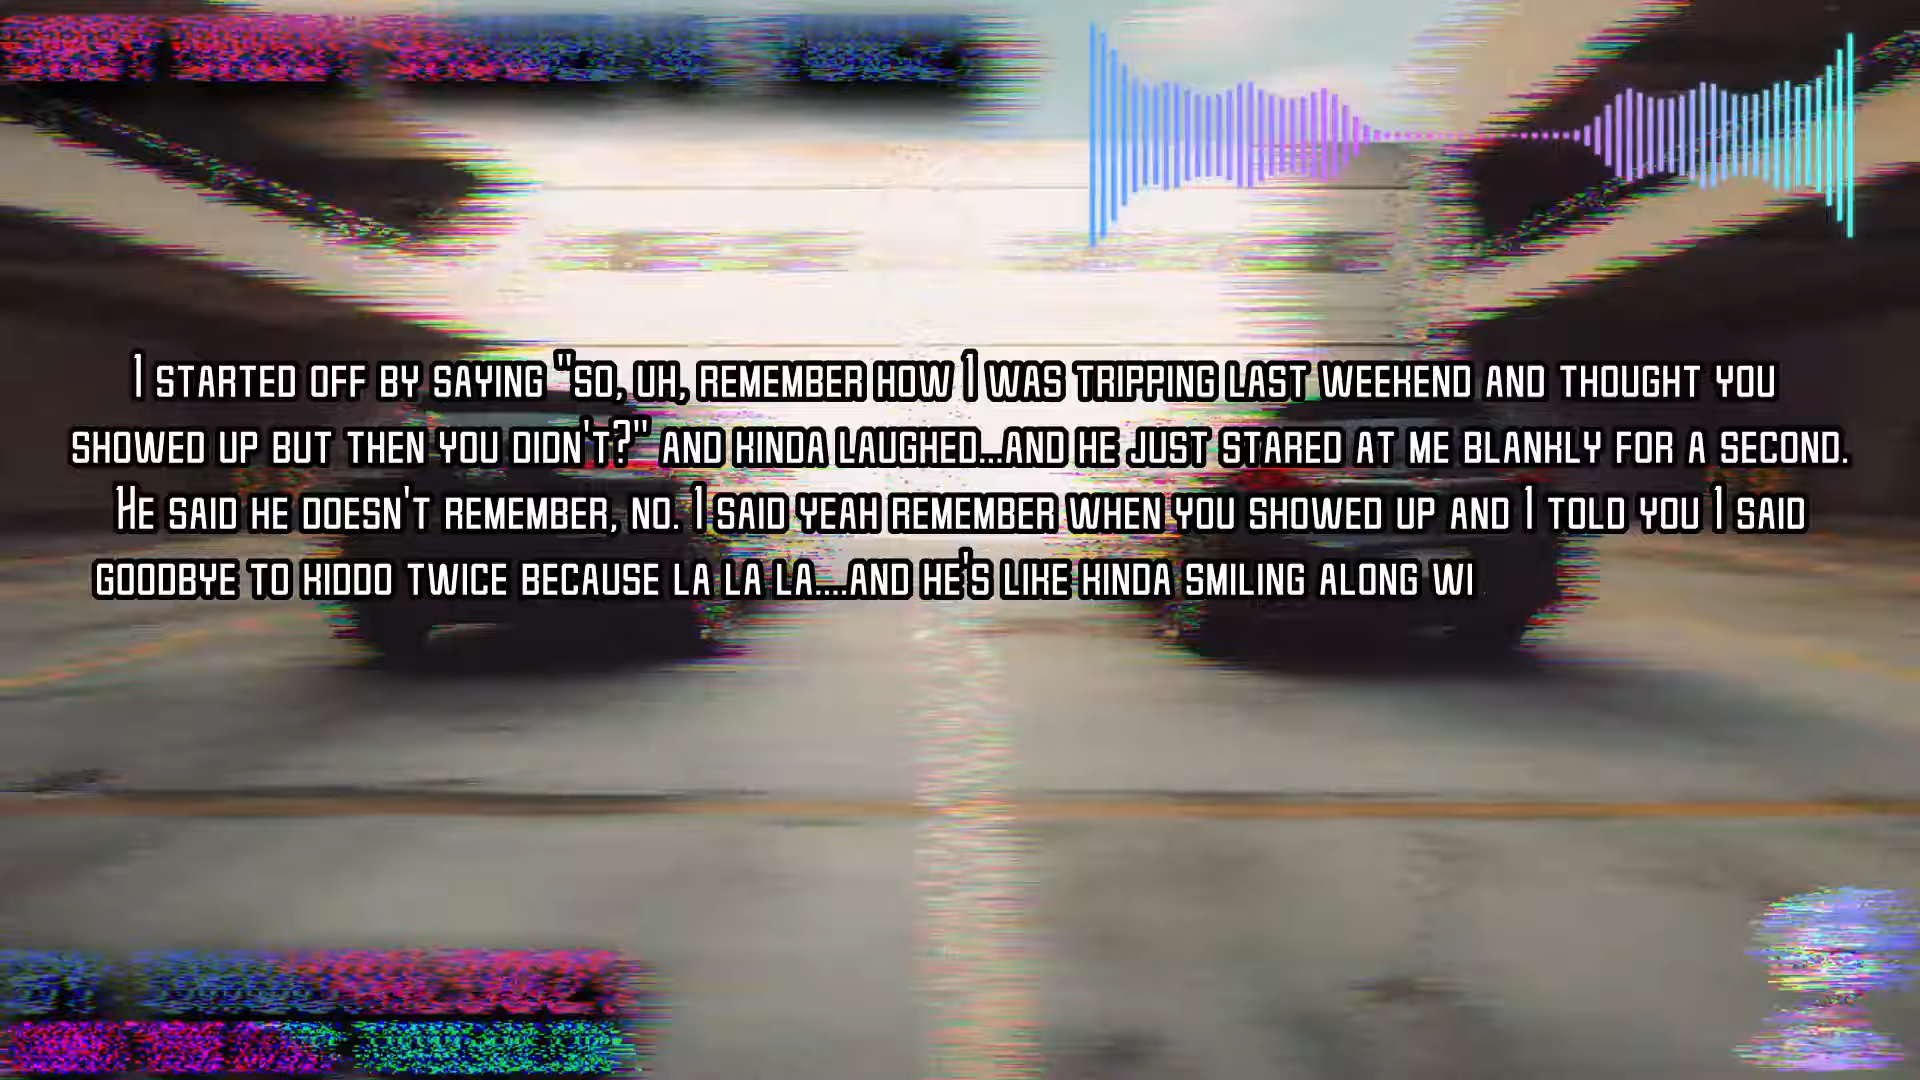 I started off by saying "so, uh, remember how I was tripping last weekend and thought you
showed up but then you didn't?" and kinda laughed...and he just stared at me blankly for a second.
He said he doesn't remember, no. I said yeah remember when you showed up and I told you I said
goodbye to kiddo twice because la la la....and he's like kinda smiling along wi